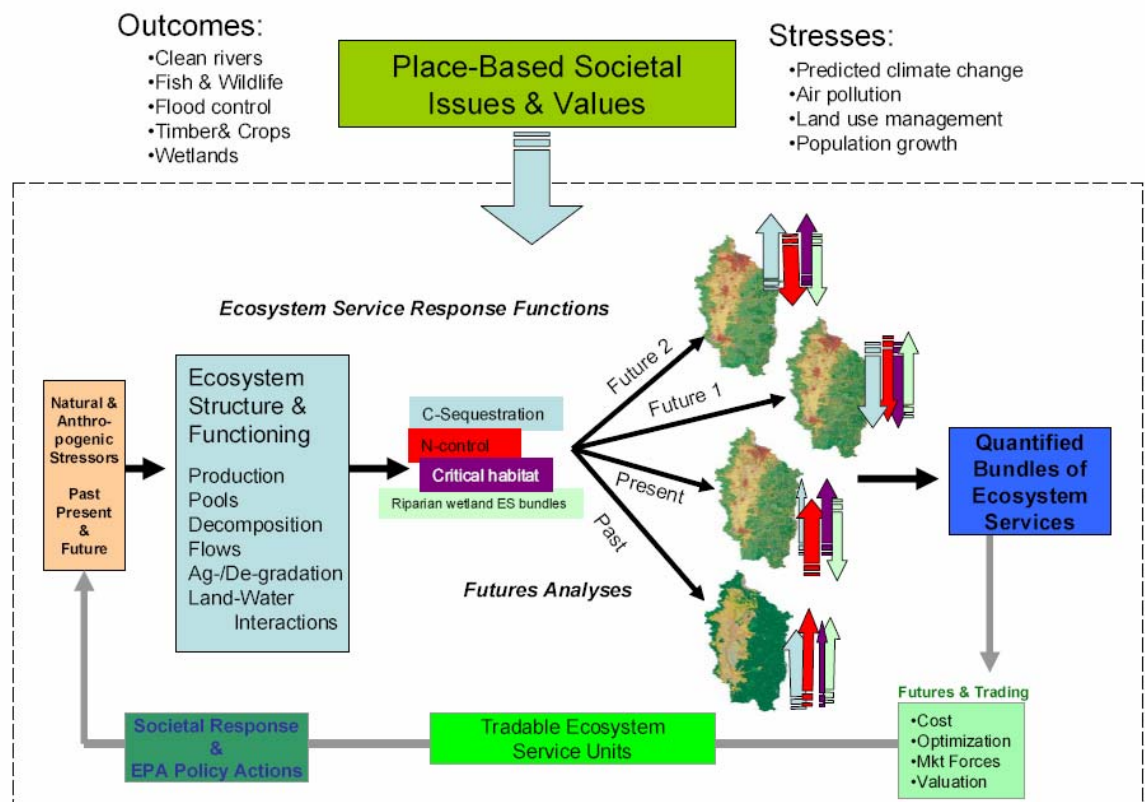 Outcomes:
•Clean rivers
•Fish & Wildlife
•Flood control
•Timber& Crops
•Wetlands
Place-Based Societal
Issues & Values
Stresses:
•Predicted climate change
•Air pollution
•Land use management
•Population growth
Ecosystem Service Response Functions
Natural &
Anthro-
pogenic
Stressors
Past
Present
&
Future
Ecosystem
Structure &
Functioning
Production
Pools
Decomposition
Flows
Ag-/De-gradation
Land-Water
Interactions
C-Sequestration
N-control
Critical habitat
Riparian wetland ES bundles
Future 2
Future 1
Present
Past
Futures Analyses
Quantified
Bundles of
Ecosystem
Services
Futures & Trading
•Cost
•Optimization
•Mkt Forces
•Valuation
Tradable Ecosystem
Service Units
Societal Response
&
EPA Policy Actions